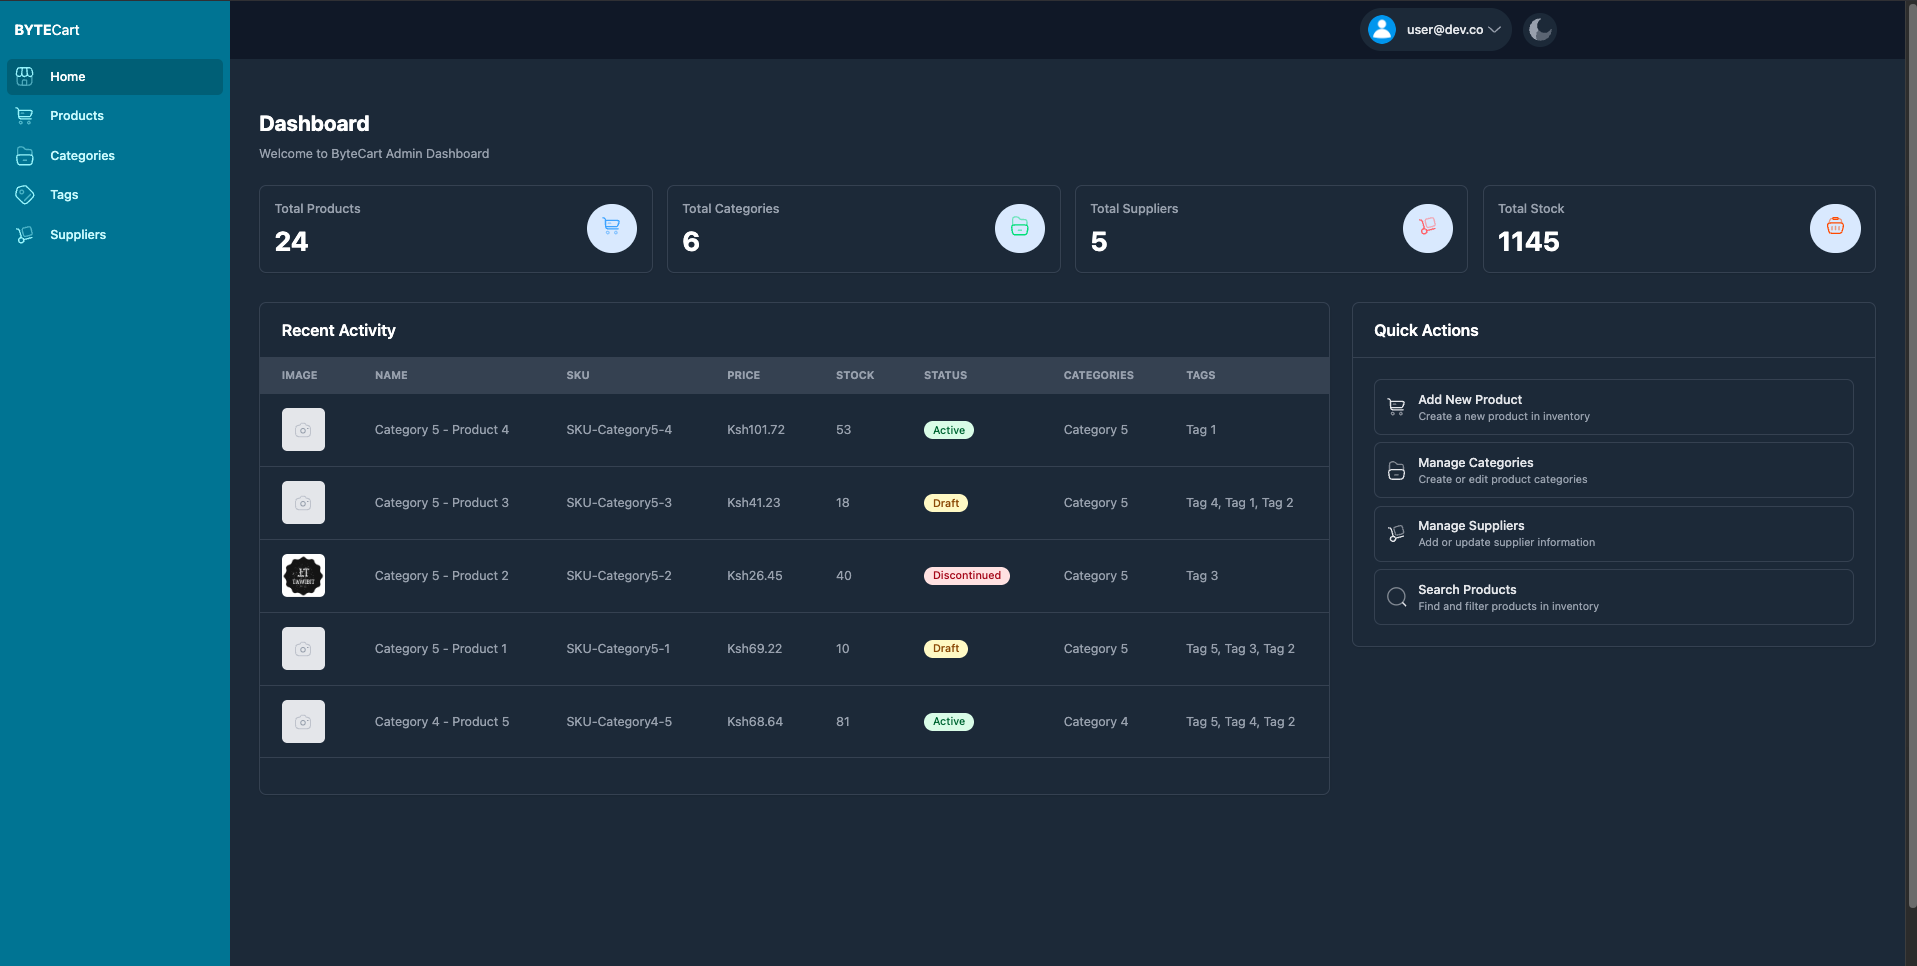 BYTECart
user@dev.co
Home
Products
Categories
Tags
Suppliers
Dashboard
Welcome to ByteCart Admin Dashboard
Total Products
24
Total Categories
6
Total Suppliers
5
Total Stock
1145
Recent Activity
IMAGE NAME SKU PRICE STOCK STATUS CATEGORIES TAGS
Category 5 - Product 4 SKU-Category5-4 Ksh101.72 53 Active Category 5 Tag 1
Category 5 - Product 3 SKU-Category5-3 Ksh41.23 18 Draft Category 5 Tag 4, Tag 1, Tag 2
Category 5 - Product 2 SKU-Category5-2 Ksh26.45 40 Discontinued Category 5 Tag 3
Category 5 - Product 1 SKU-Category5-1 Ksh69.22 10 Draft Category 5 Tag 5, Tag 3, Tag 2
Category 4 - Product 5 SKU-Category4-5 Ksh68.64 81 Active Category 4 Tag 5, Tag 4, Tag 2
Quick Actions
Add New Product
Create a new product in inventory
Manage Categories
Create or edit product categories
Manage Suppliers
Add or update supplier information
Search Products
Find and filter products in inventory